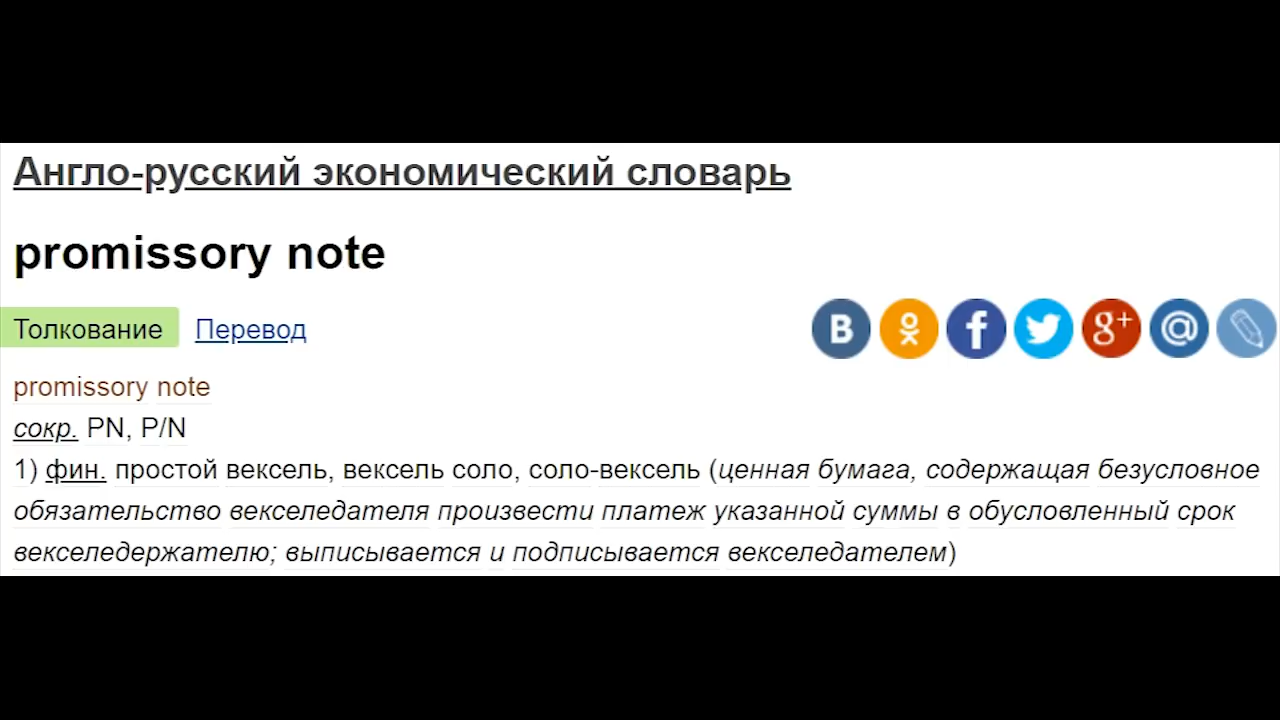 Англо-русский экономический словарь
promissory note
Толкование Перевод
promissory note
сокр. PN, P/N
1) фин. простой вексель, вексель соло, соло-вексель (ценная бумага, содержащая безусловное
обязательство векселедателя произвести платеж указанной суммы в обусловленный срок
векселедержателю; выписывается и подписывается векселедателем)